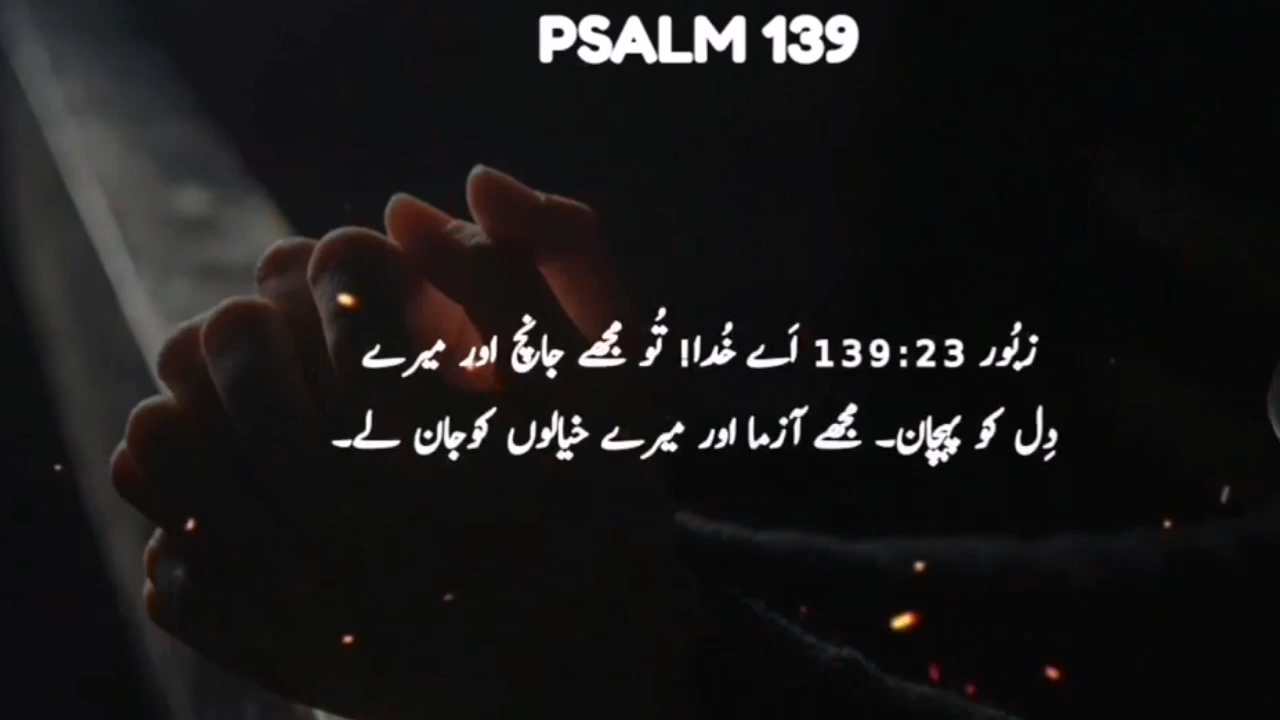 PSALM 139
زبُور 139:23 اَے خُدا! تُو مجھے جانچ اور میرے
دِل کو پہچان۔ مجھے آزما اور میرے خیالوں کو جان لے۔